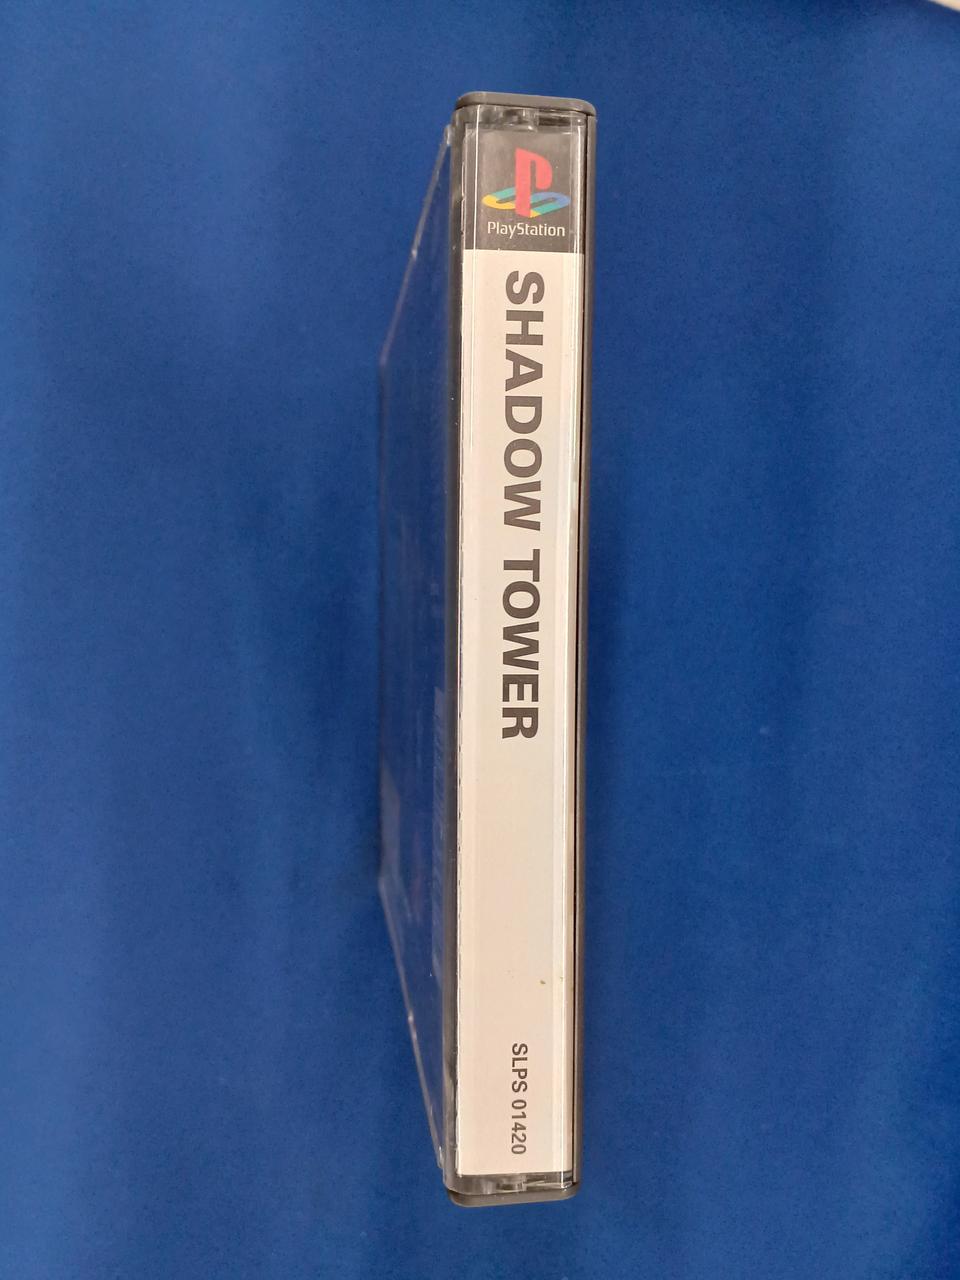 PlayStation
SHADOW TOWER
SLPS 01420